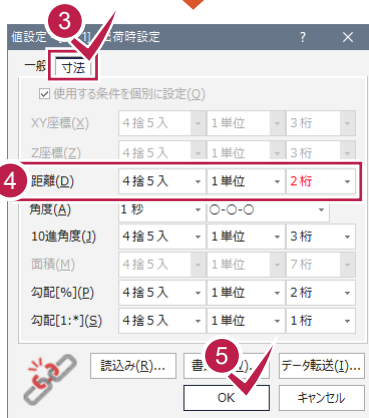 3
値設定 荷時設定 ? ×
一般 寸法
使用する条件を個別に設定(Q)
XY座標(X) 4捨5入 1単位 3桁
Z座標(Z) 4捨5入 1単位 3桁
4 距離(D) 4捨5入 1単位 2桁
角度(A) 1秒 ○-○-○
10進角度(J) 4捨5入 1単位 3桁
面積(M) 4捨5入 1単位 7桁
勾配[%](P) 4捨5入 1単位 2桁
勾配[1:*](S) 4捨5入 1単位 1桁
読込み(R)... 5 データ転送(I)...
OK キャンセル